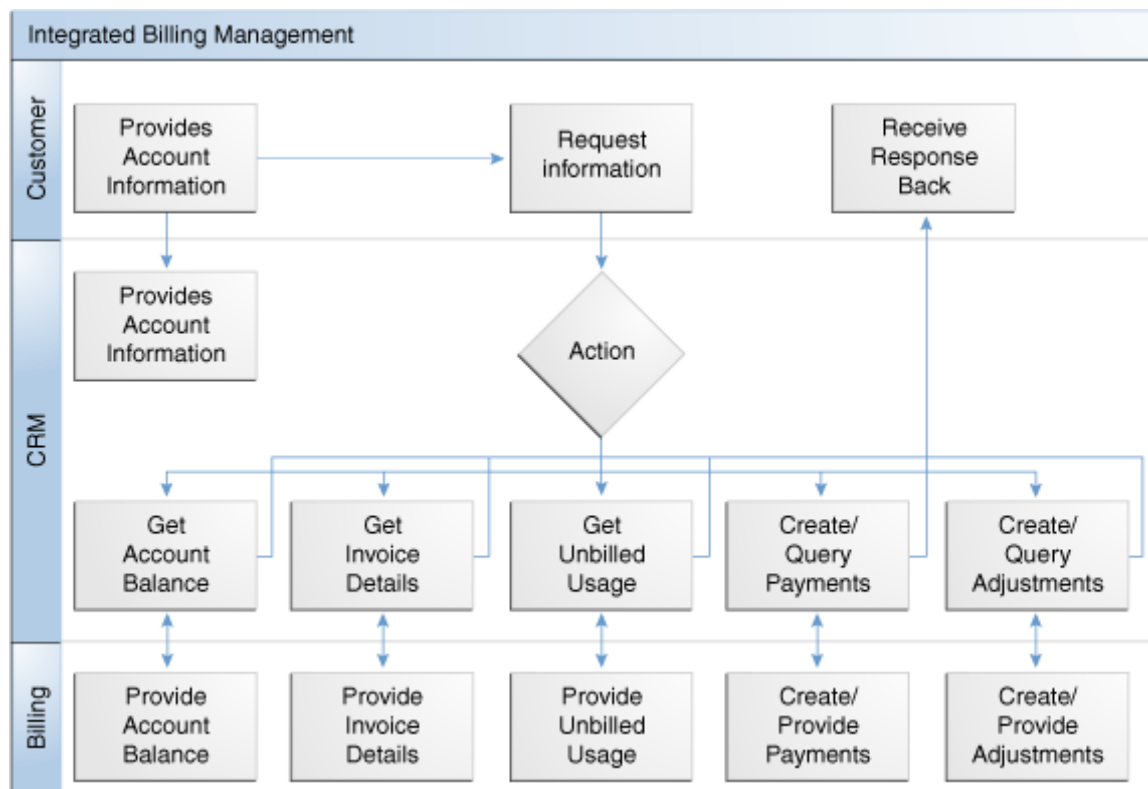 Integrated Billing Management
Customer
Provides
Account
Information
Request
information
Receive
Response
Back
CRM
Provides
Account
Information
Action
Get
Account
Balance
Get
Invoice
Details
Get
Unbilled
Usage
Create/
Query
Payments
Create/
Query
Adjustments
Billing
Provide
Account
Balance
Provide
Invoice
Details
Provide
Unbilled
Usage
Create/
Provide
Payments
Create/
Provide
Adjustments